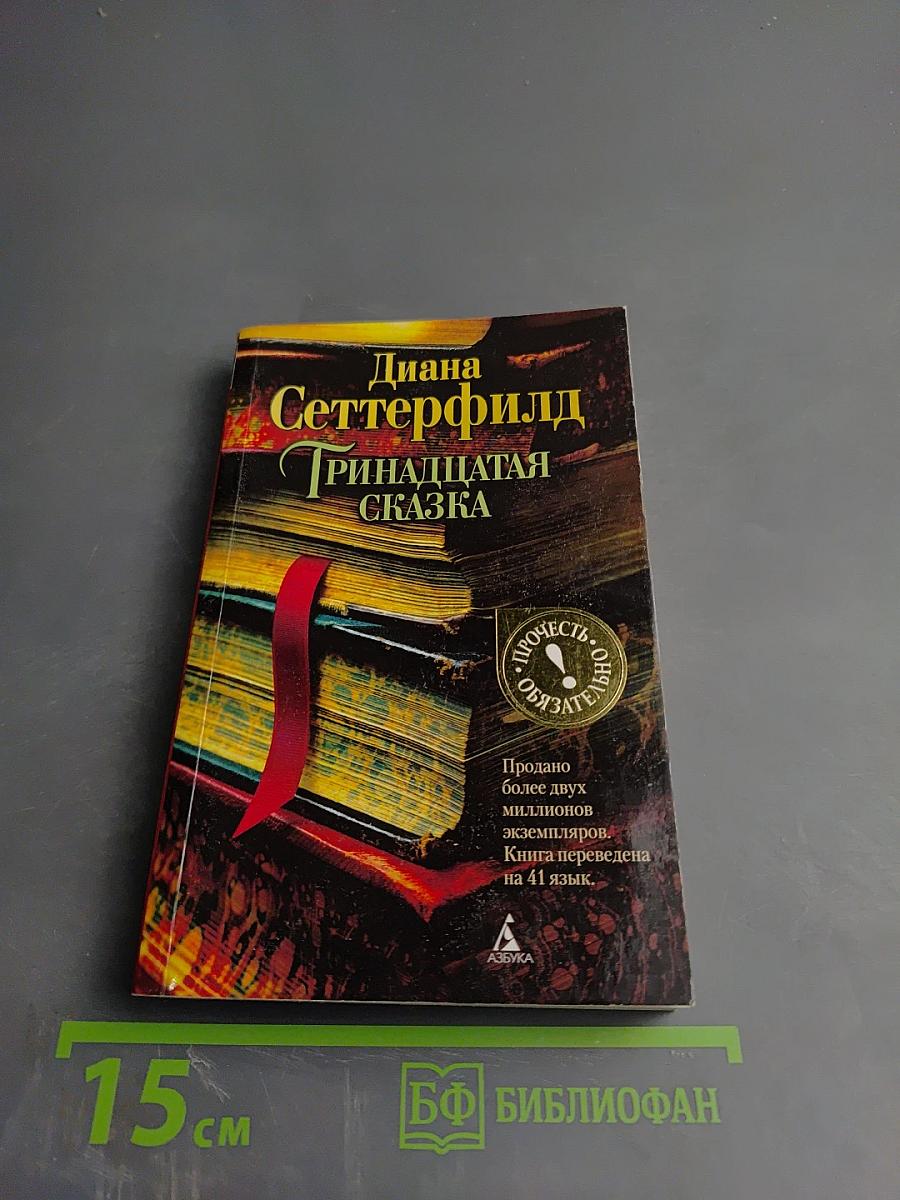 Диана
Сеттерфилд
Тринадцатая
сказка
• ПРОЧЕСТЬ •
ОБЯЗАТЕЛЬНО
!
Продано
более двух
миллионов
экземпляров.
Книга переведена
на 41 язык.
АЗБУКА
15 см
БФ БИБЛИОФАН